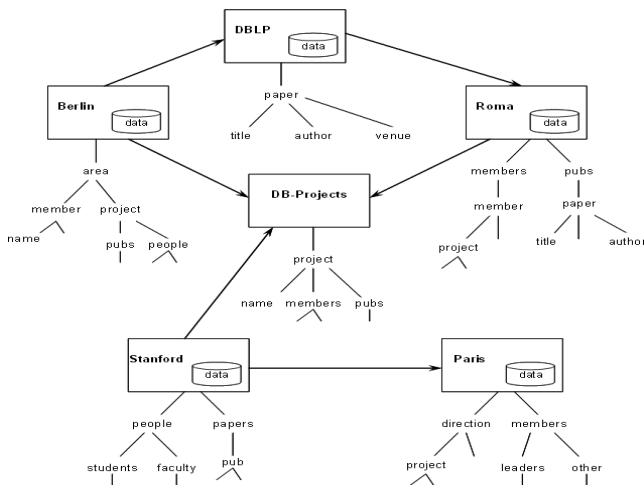 DBLP
data
Berlin
data
paper
Roma
data
title author venue
area
members pubs
member project
DB-Projects
member paper
name pubs people
project title author
project
name members pubs
Stanford
data
Paris
data
people papers
direction members
students faculty pub
project leaders other